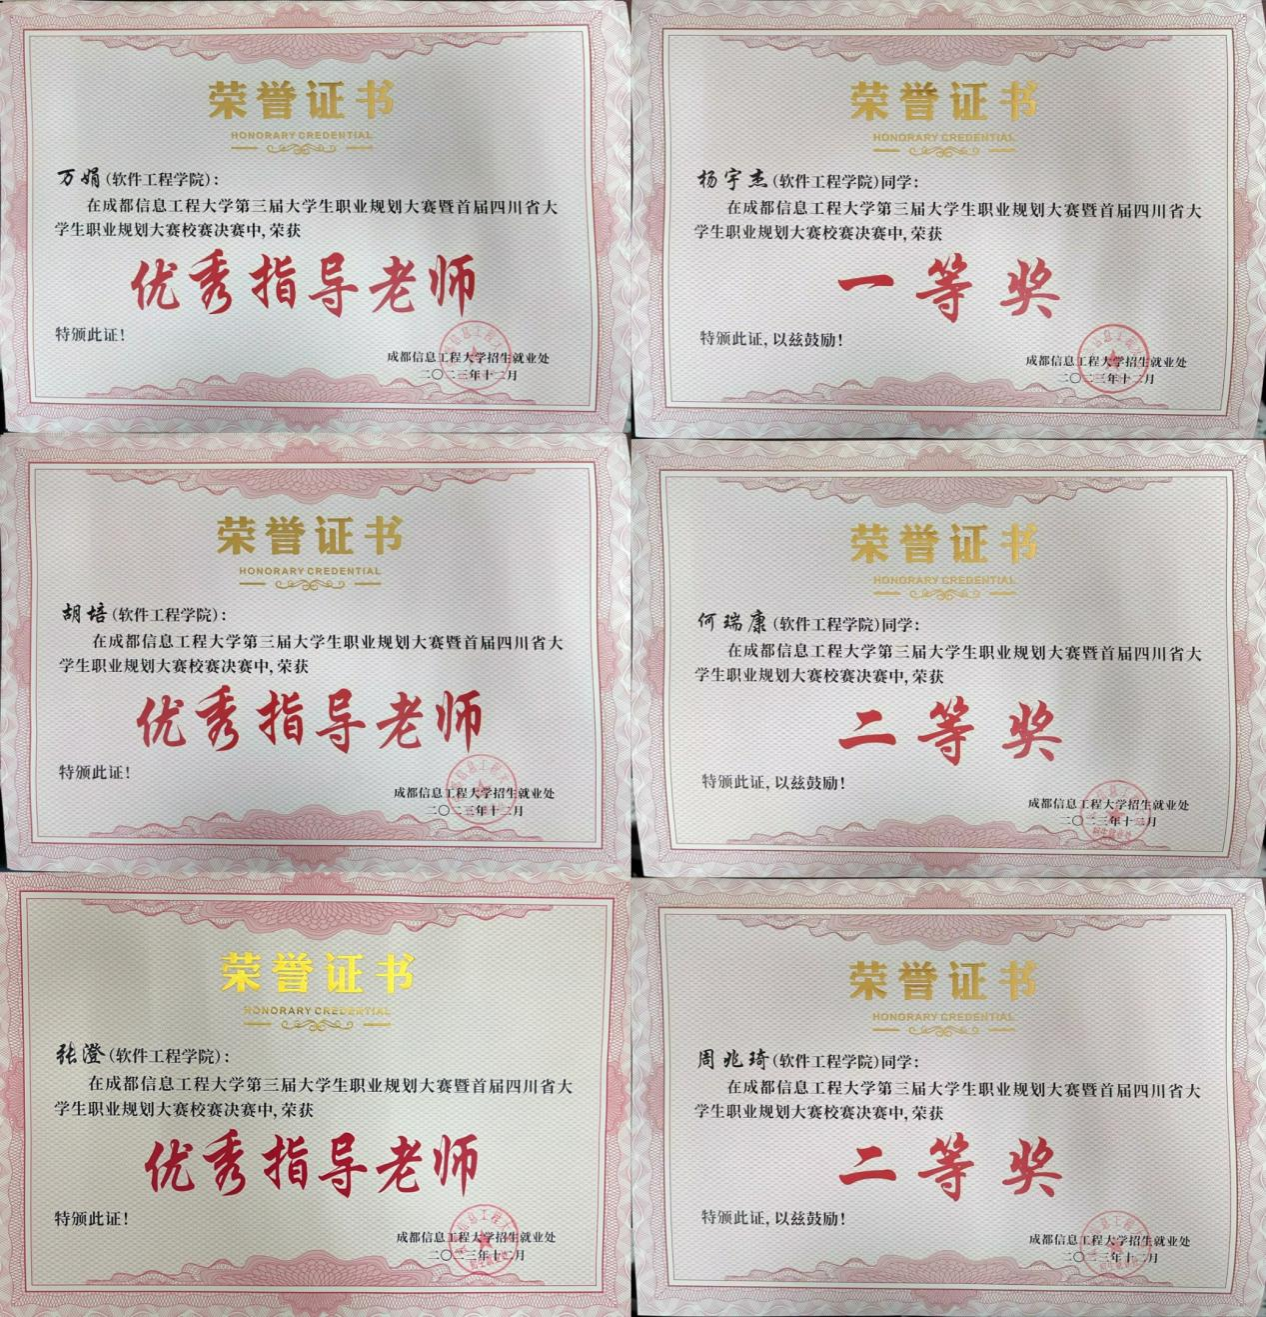 荣誉证书
HONORARY CREDENTIAL
万娟(软件工程学院):
在成都信息工程大学第三届大学生职业规划大赛暨首届四川省大
学生职业规划大赛校赛决赛中,荣获
优秀指导老师
特颁此证!
成都信息工程大学招生就业处
二〇二三年十二月
荣誉证书
HONORARY CREDENTIAL
杨宇杰(软件工程学院)同学:
在成都信息工程大学第三届大学生职业规划大赛暨首届四川省大
学生职业规划大赛校赛决赛中,荣获
一等奖
特颁此证,以兹鼓励!
成都信息工程大学招生就业处
二〇二三年十二月
荣誉证书
HONORARY CREDENTIAL
胡培(软件工程学院):
在成都信息工程大学第三届大学生职业规划大赛暨首届四川省大
学生职业规划大赛校赛决赛中,荣获
优秀指导老师
特颁此证!
成都信息工程大学招生就业处
二〇二三年十二月
荣誉证书
HONORARY CREDENTIAL
何瑞康(软件工程学院)同学:
在成都信息工程大学第三届大学生职业规划大赛暨首届四川省大
学生职业规划大赛校赛决赛中,荣获
二等奖
特颁此证,以兹鼓励!
成都信息工程大学招生就业处
二〇二三年十二月
荣誉证书
HONORARY CREDENTIAL
张澄(软件工程学院):
在成都信息工程大学第三届大学生职业规划大赛暨首届四川省大
学生职业规划大赛校赛决赛中,荣获
优秀指导老师
特颁此证!
成都信息工程大学招生就业处
二〇二三年十二月
荣誉证书
HONORARY CREDENTIAL
周兆琦(软件工程学院)同学:
在成都信息工程大学第三届大学生职业规划大赛暨首届四川省大
学生职业规划大赛校赛决赛中,荣获
二等奖
特颁此证,以兹鼓励!
成都信息工程大学招生就业处
二〇二三年十二月